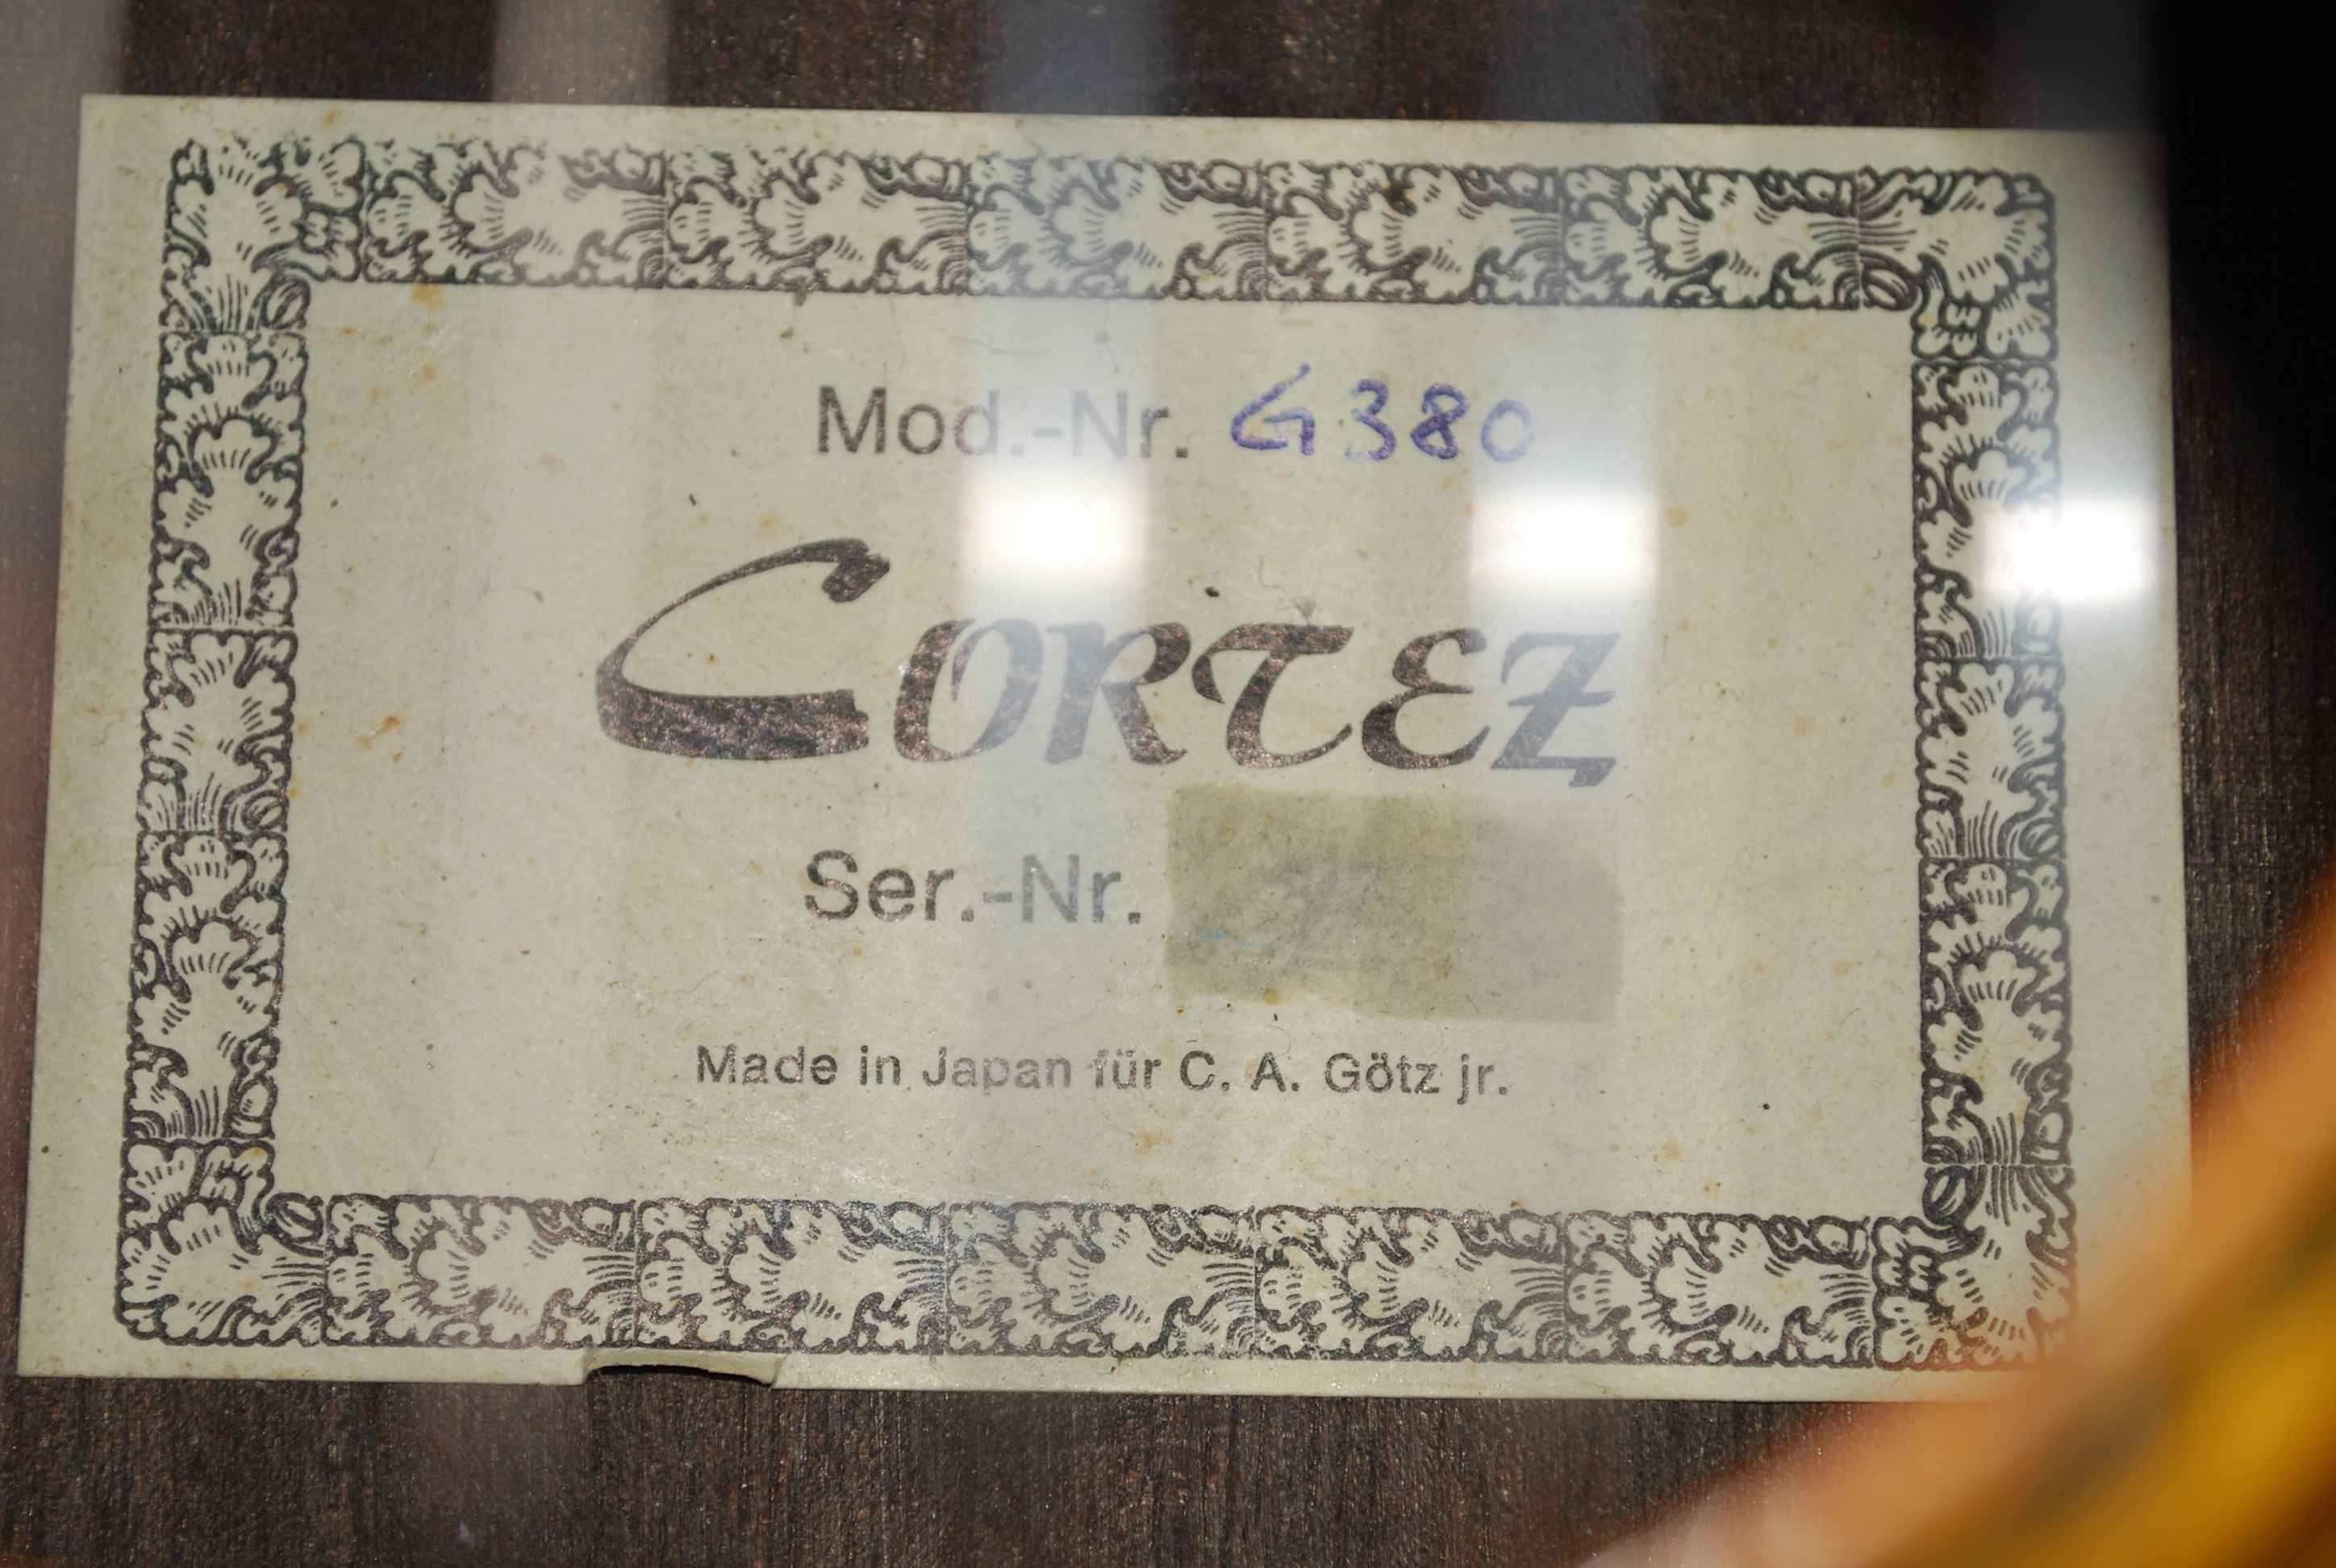 Mod.-Nr. G380
CORTEZ
Ser.-Nr.
Made in Japan für C. A. Götz jr.